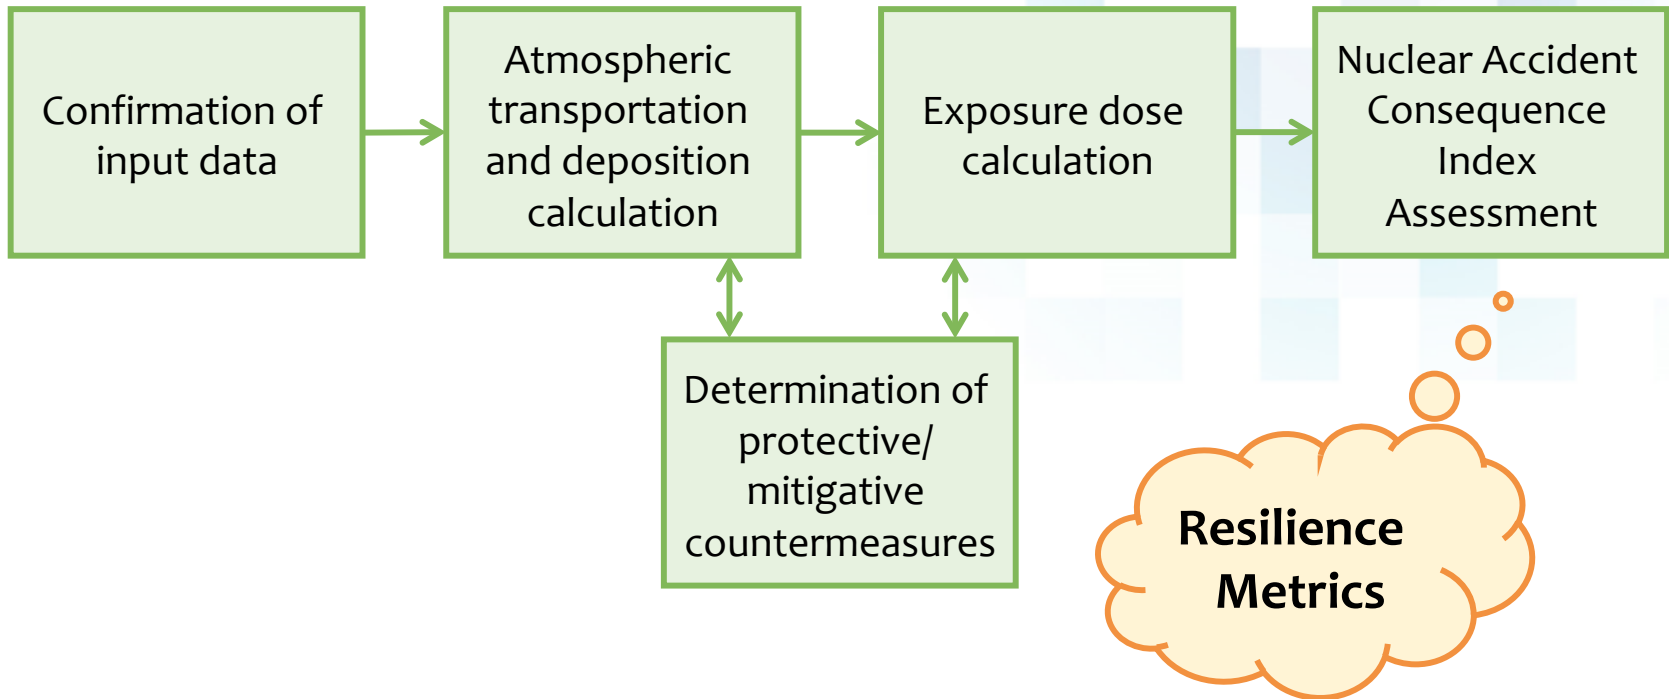 Confirmation of
input data
Atmospheric
transportation
and deposition
calculation
Exposure dose
calculation
Nuclear Accident
Consequence
Index
Assessment
Determination of
protective/
mitigative
countermeasures
Resilience
Metrics